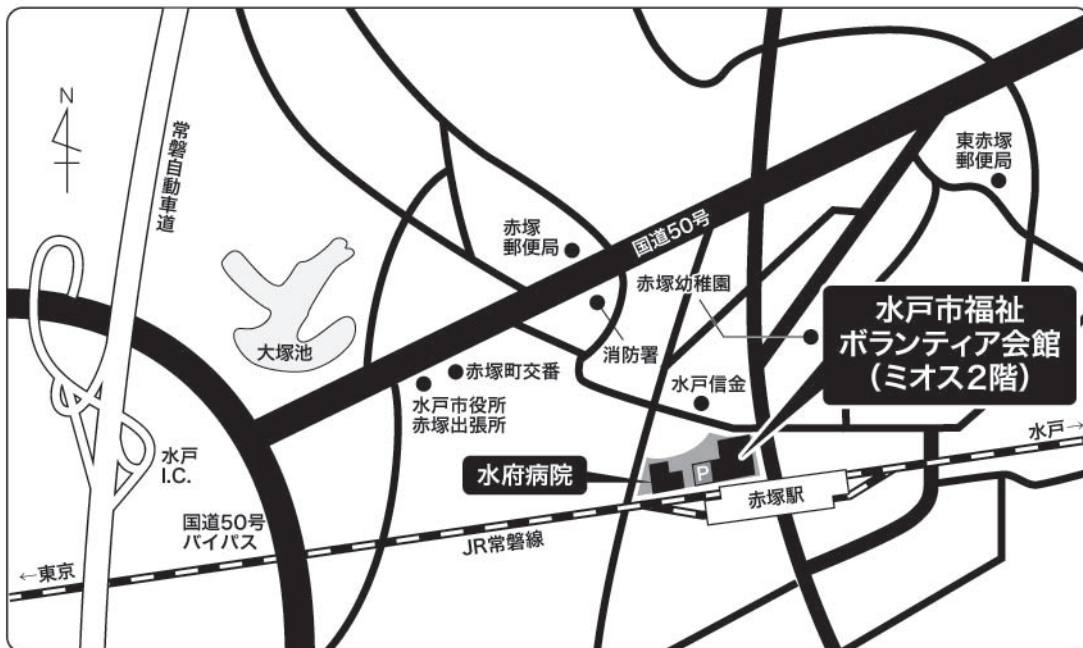 N
常磐自動車道
東赤塚
郵便局
赤塚
郵便局
国道50号
赤塚幼稚園
水戸市福祉
ボランティア会館
（ミオス2階）
大塚池
消防署
赤塚町交番
水戸市役所
赤塚出張所
水戸信金
水戸→
水戸
I.C.
水府病院
P
赤塚駅
国道50号
バイパス
JR常磐線
←東京